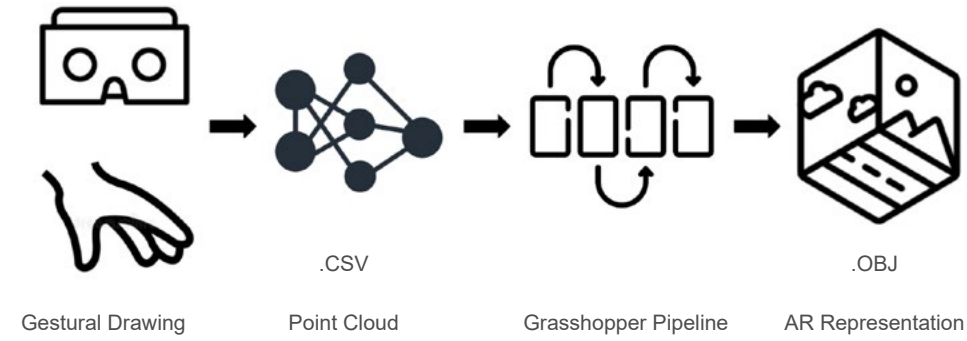 .CSV
.OBJ
Gestural Drawing
Point Cloud
Grasshopper Pipeline
AR Representation